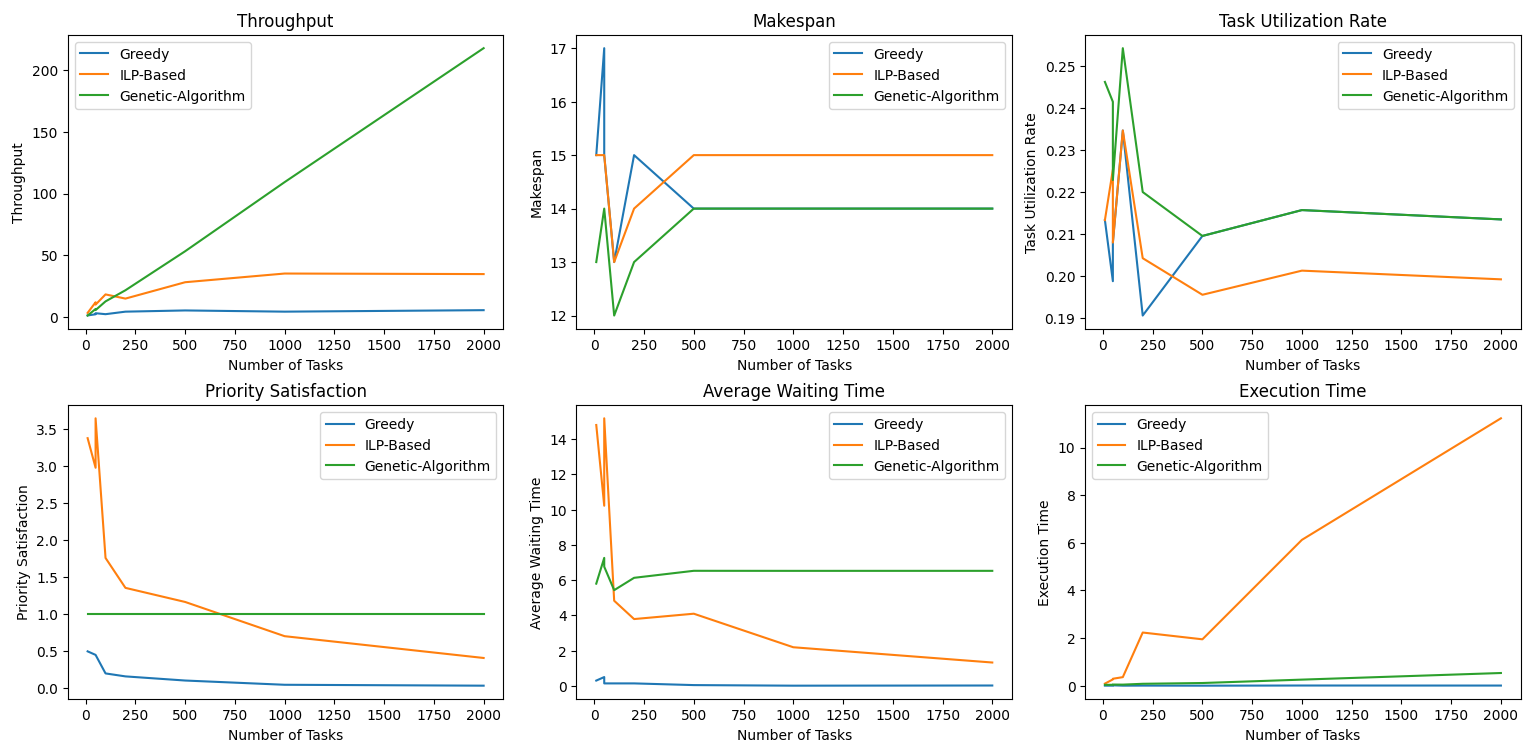 Throughput
Greedy
ILP-Based
Genetic-Algorithm
200
150
100
50
0
Throughput
0 250 500 750 1000 1250 1500 1750 2000
Number of Tasks
Makespan
Greedy
ILP-Based
Genetic-Algorithm
17
16
15
14
13
12
Makespan
0 250 500 750 1000 1250 1500 1750 2000
Number of Tasks
Task Utilization Rate
Greedy
ILP-Based
Genetic-Algorithm
0.25
0.24
0.23
0.22
0.21
0.20
0.19
Task Utilization Rate
0 250 500 750 1000 1250 1500 1750 2000
Number of Tasks
Priority Satisfaction
Greedy
ILP-Based
Genetic-Algorithm
3.5
3.0
2.5
2.0
1.5
1.0
0.5
0.0
Priority Satisfaction
0 250 500 750 1000 1250 1500 1750 2000
Number of Tasks
Average Waiting Time
Greedy
ILP-Based
Genetic-Algorithm
14
12
10
8
6
4
2
0
Average Waiting Time
0 250 500 750 1000 1250 1500 1750 2000
Number of Tasks
Execution Time
Greedy
ILP-Based
Genetic-Algorithm
10
8
6
4
2
0
Execution Time
0 250 500 750 1000 1250 1500 1750 2000
Number of Tasks